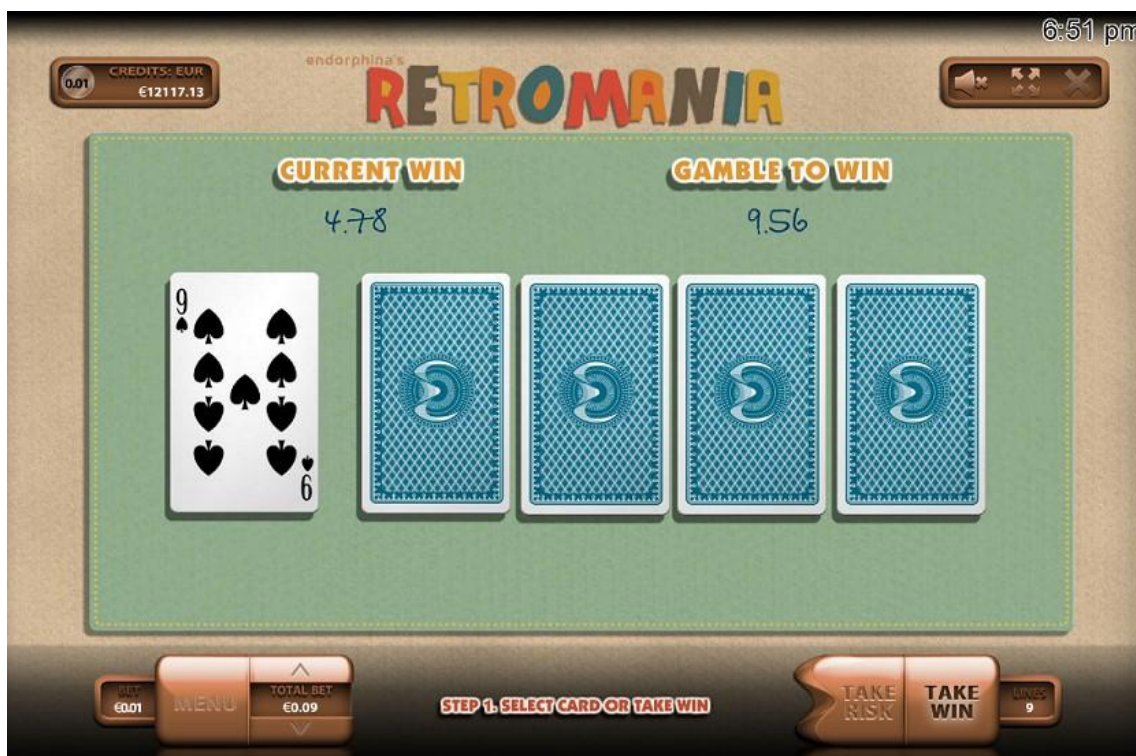 6:51 pm
0.01
CREDITS: EUR
€12117.13
endorphina's
RETROMANIA
CURRENT WIN
GAMBLE TO WIN
4.78
9.56
9
9
BET
€0.01
MENU
TOTAL BET
€0.09
STEP 1. SELECT CARD OR TAKE WIN
TAKE
RISK
TAKE
WIN
LINES
9